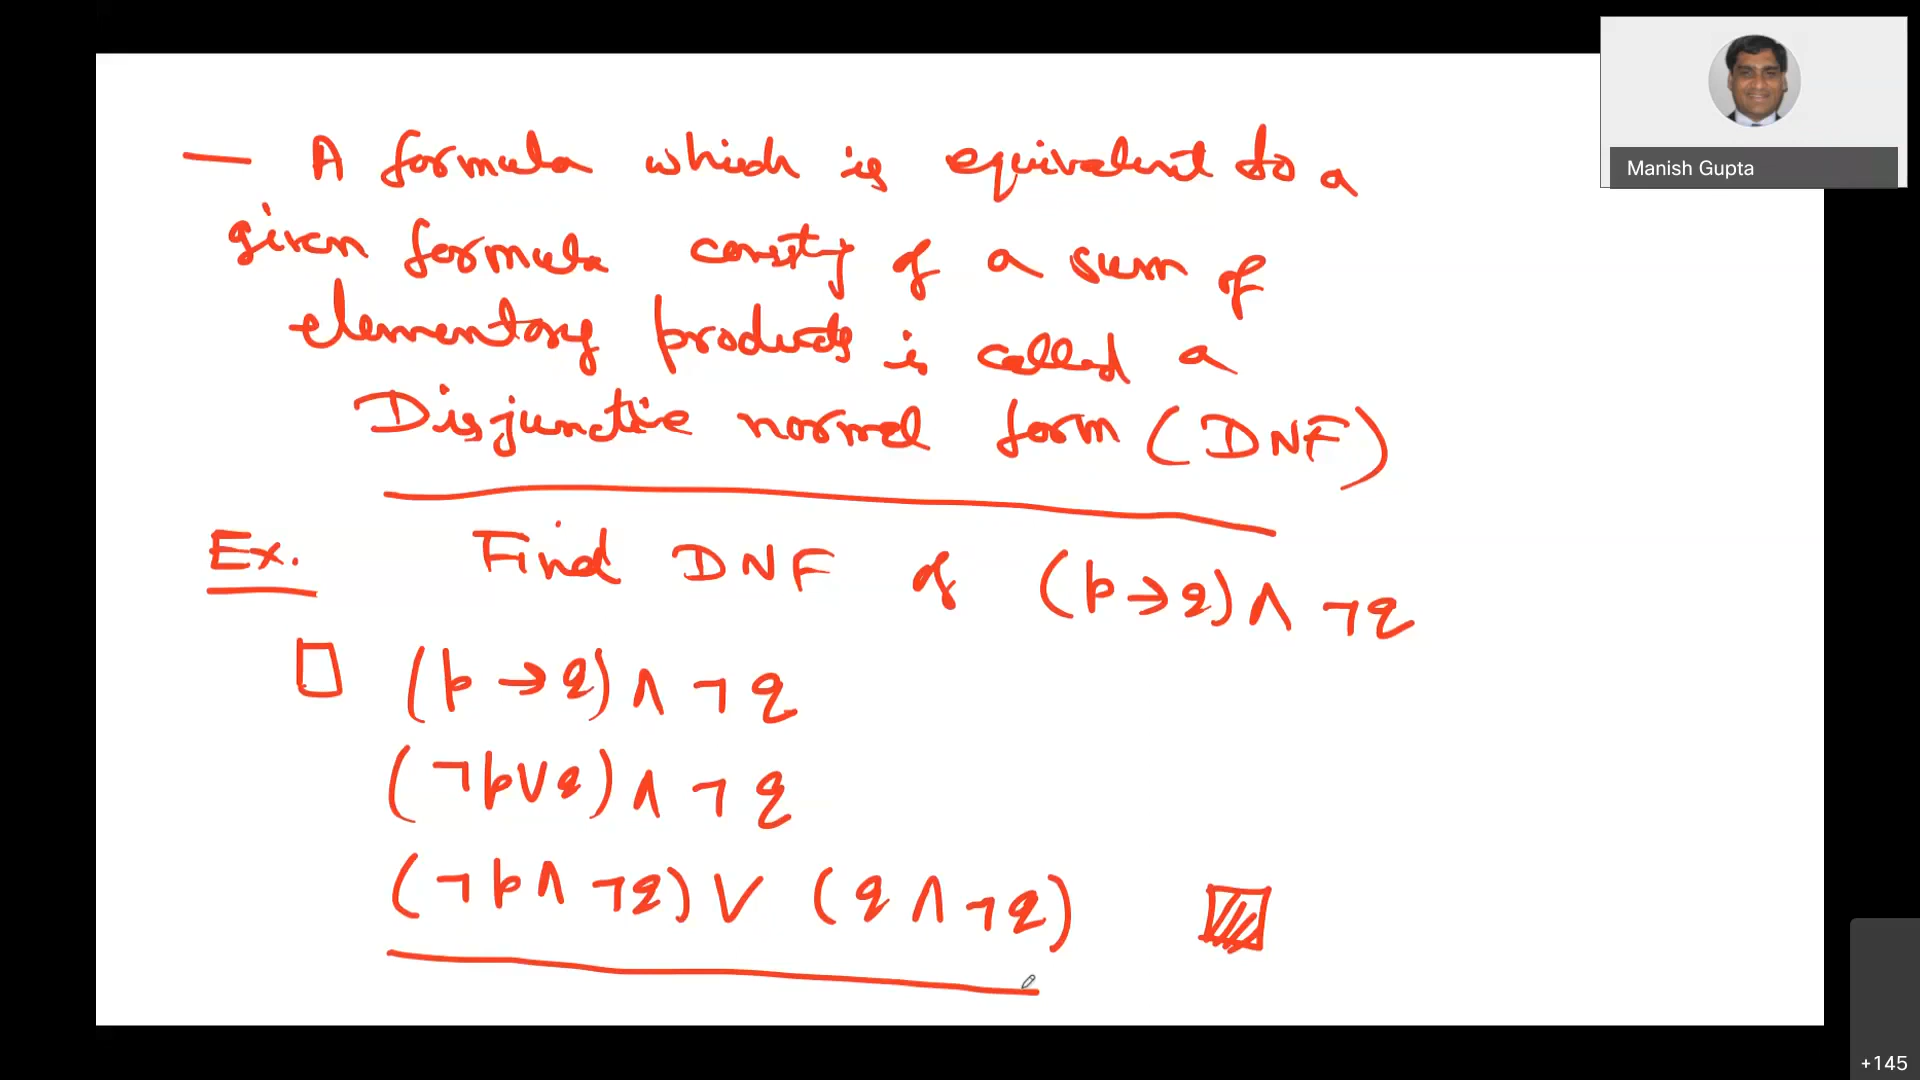 — A formula which is equivalent to a
given formula consisting of a sum of
elementary products is called a
Disjunctive normal form (DNF)
Ex. Find DNF of (p → q) ∧ ¬q
(p → q) ∧ ¬q
(¬p ∨ q) ∧ ¬q
(¬p ∧ ¬q) ∨ (q ∧ ¬q)
Manish Gupta
+145